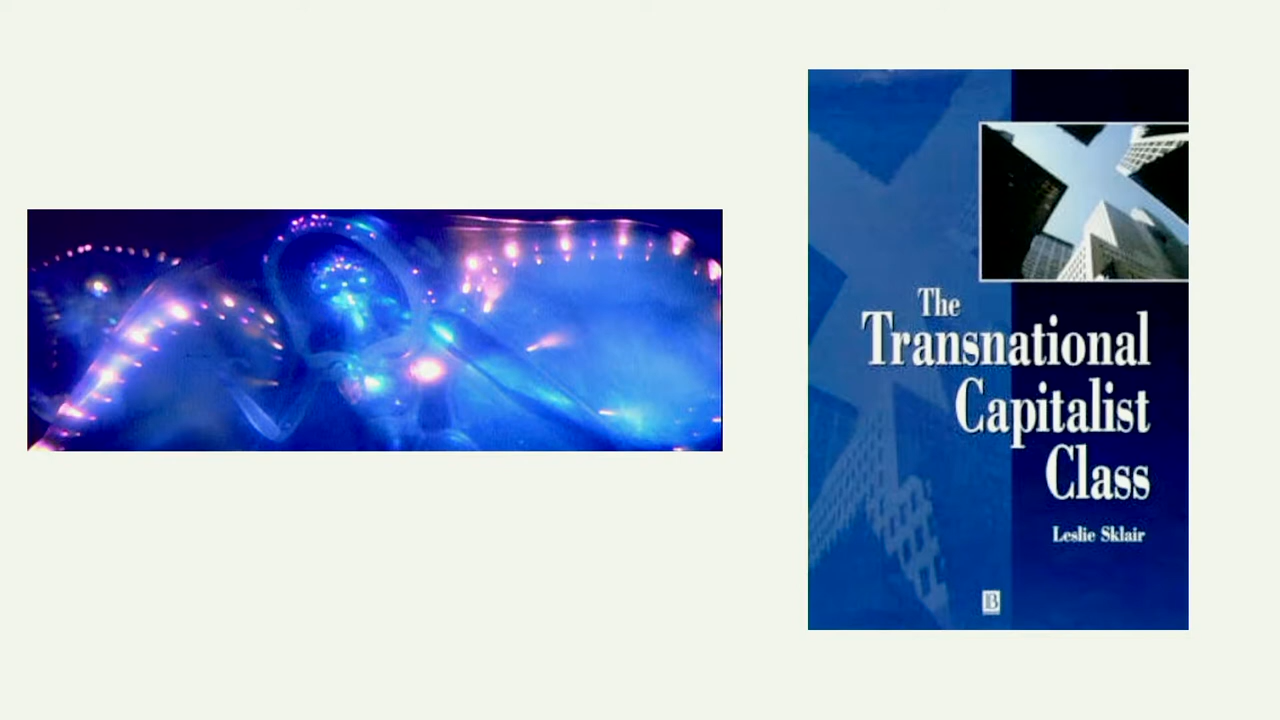 The
Transnational
Capitalist
Class
Leslie Sklair
B